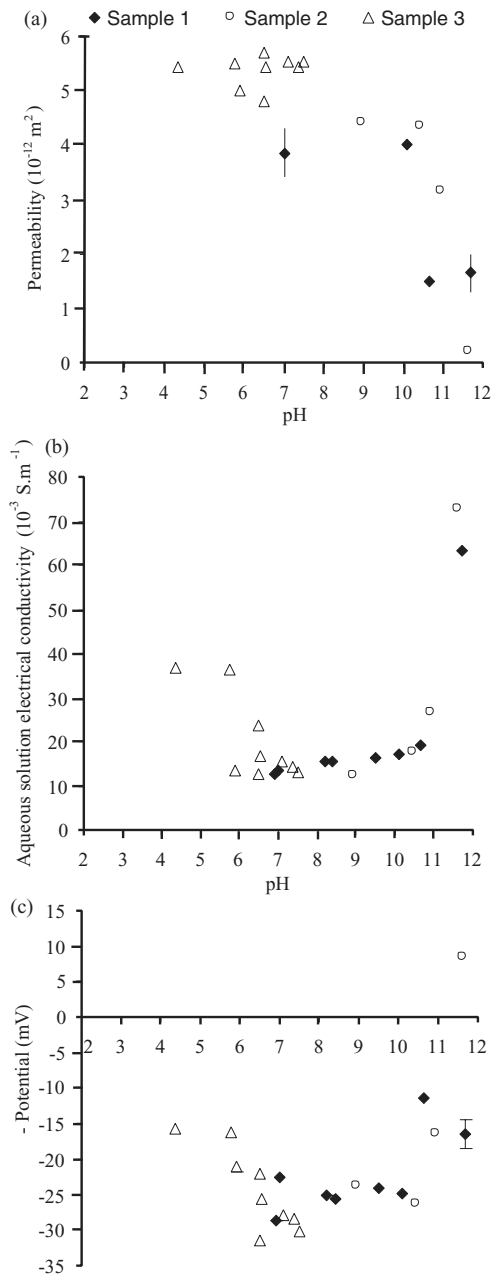 (a) ◆ Sample 1 ○ Sample 2 △ Sample 3
Permeability (10⁻¹² m²)
6
5
4
3
2
1
0
2 3 4 5 6 7 8 9 10 11 12
pH
(b)
Aqueous solution electrical conductivity (10⁻³ S.m⁻¹)
80
70
60
50
40
30
20
10
0
2 3 4 5 6 7 8 9 10 11 12
pH
(c)
- Potential (mV)
15
10
5
0
2 3 4 5 6 7 8 9 10 11 12
-5
-10
-15
-20
-25
-30
-35